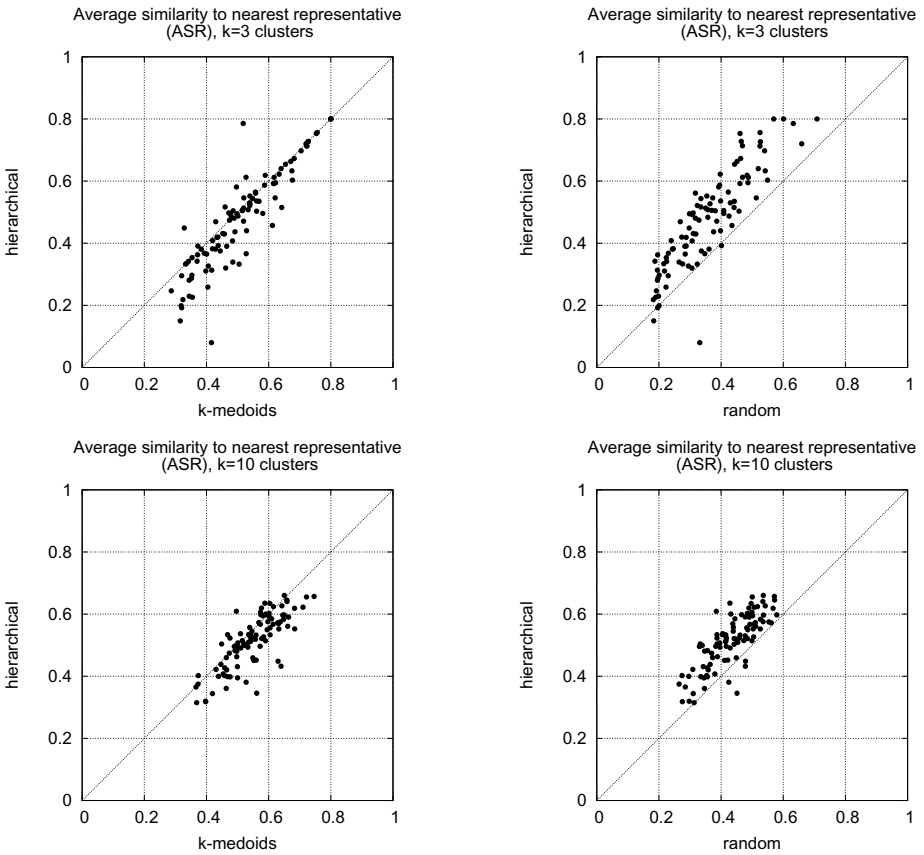 Average similarity to nearest representative
(ASR), k=3 clusters
1
0.8
0.6
0.4
0.2
0
hierarchical
0 0.2 0.4 0.6 0.8 1
k-medoids
Average similarity to nearest representative
(ASR), k=3 clusters
1
0.8
0.6
0.4
0.2
0
hierarchical
0 0.2 0.4 0.6 0.8 1
random
Average similarity to nearest representative
(ASR), k=10 clusters
1
0.8
0.6
0.4
0.2
0
hierarchical
0 0.2 0.4 0.6 0.8 1
k-medoids
Average similarity to nearest representative
(ASR), k=10 clusters
1
0.8
0.6
0.4
0.2
0
hierarchical
0 0.2 0.4 0.6 0.8 1
random